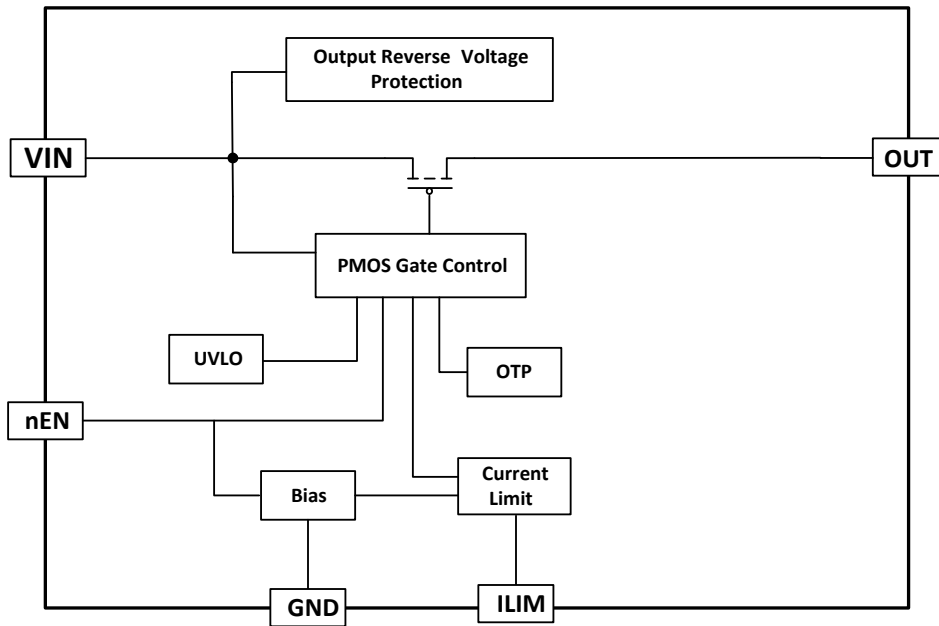 Output Reverse Voltage
Protection
VIN
OUT
PMOS Gate Control
UVLO
OTP
nEN
Current
Limit
Bias
GND
ILIM